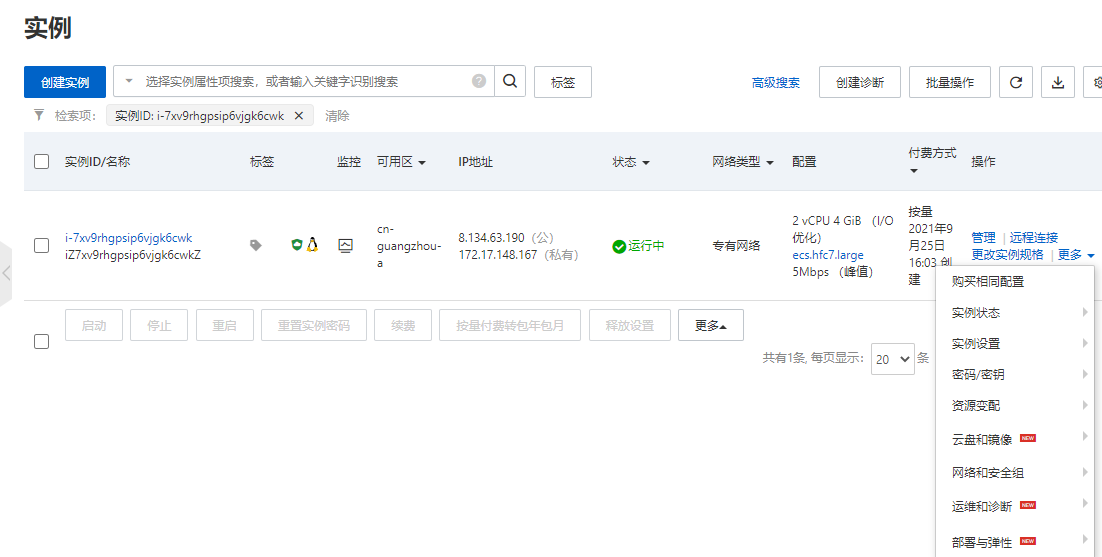 实例
创建实例 选择实例属性项搜索，或者输入关键字识别搜索 ? 标签 高级搜索 创建诊断 批量操作
检索项： 实例ID: i-7xv9rhgpsip6vjgk6cwk ✕ 清除
实例ID/名称 标签 监控 可用区 IP地址 状态 网络类型 配置 付费方式 操作
i-7xv9rhgpsip6vjgk6cwk
iZ7xv9rhgpsip6vjgk6cwkZ
cn-
guangzhou-
a
8.134.63.190（公）
172.17.148.167（私有）
运行中
专有网络
2 vCPU 4 GiB （I/O
优化）
ecs.hfc7.large
5Mbps （峰值）
按量
2021年9
月25日
16:03 创
建
管理 | 远程连接
更改实例规格 | 更多
启动 停止 重启 重置实例密码 续费 按量付费转包年包月 释放设置 更多
共有1条, 每页显示： 20 条
购买相同配置
实例状态
实例设置
密码/密钥
资源变配
云盘和镜像 NEW
网络和安全组
运维和诊断 NEW
部署与弹性 NEW